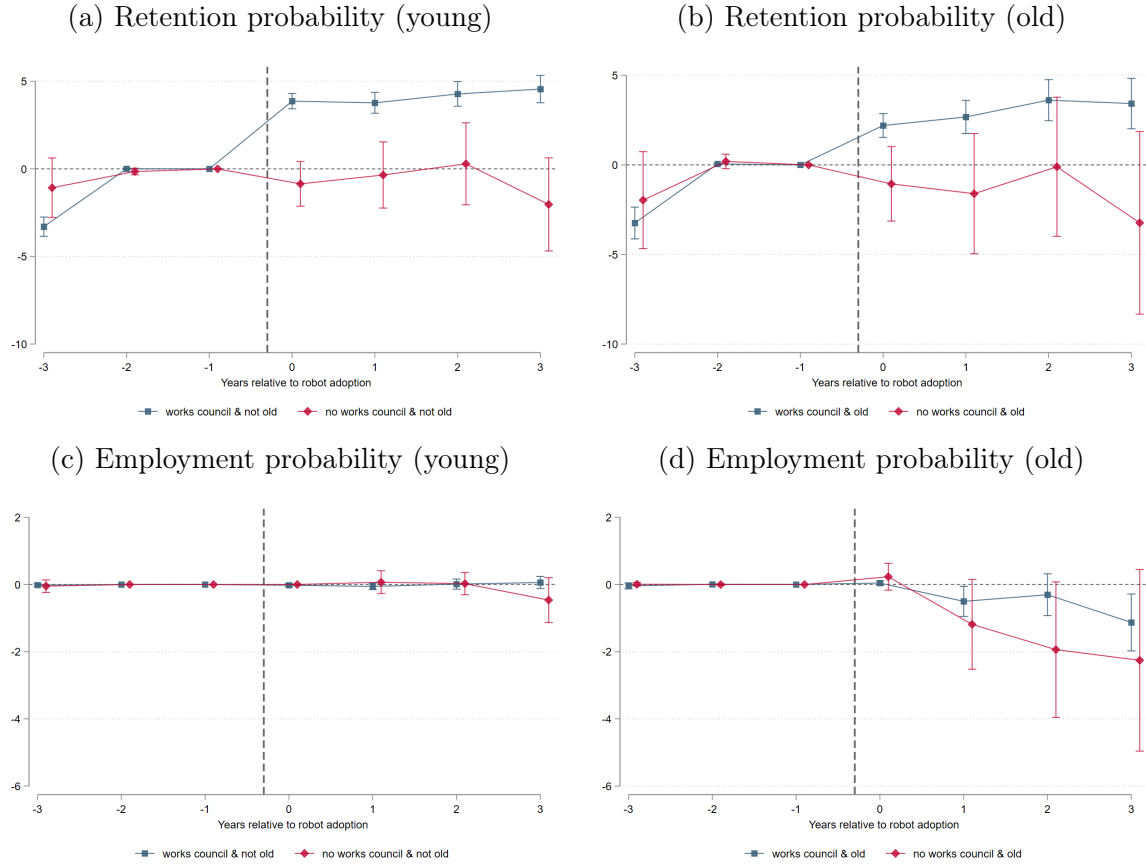 (a) Retention probability (young)
5
0
-5
-10
-3 -2 -1 0 1 2 3
Years relative to robot adoption
works council & not old no works council & not old
(b) Retention probability (old)
5
0
-5
-10
-3 -2 -1 0 1 2 3
Years relative to robot adoption
works council & old no works council & old
(c) Employment probability (young)
2
0
-2
-4
-6
-3 -2 -1 0 1 2 3
Years relative to robot adoption
works council & not old no works council & not old
(d) Employment probability (old)
2
0
-2
-4
-6
-3 -2 -1 0 1 2 3
Years relative to robot adoption
works council & old no works council & old